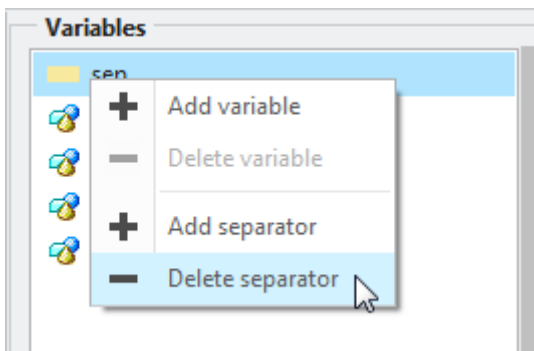 Variables
sep
Add variable
Delete variable
Add separator
Delete separator